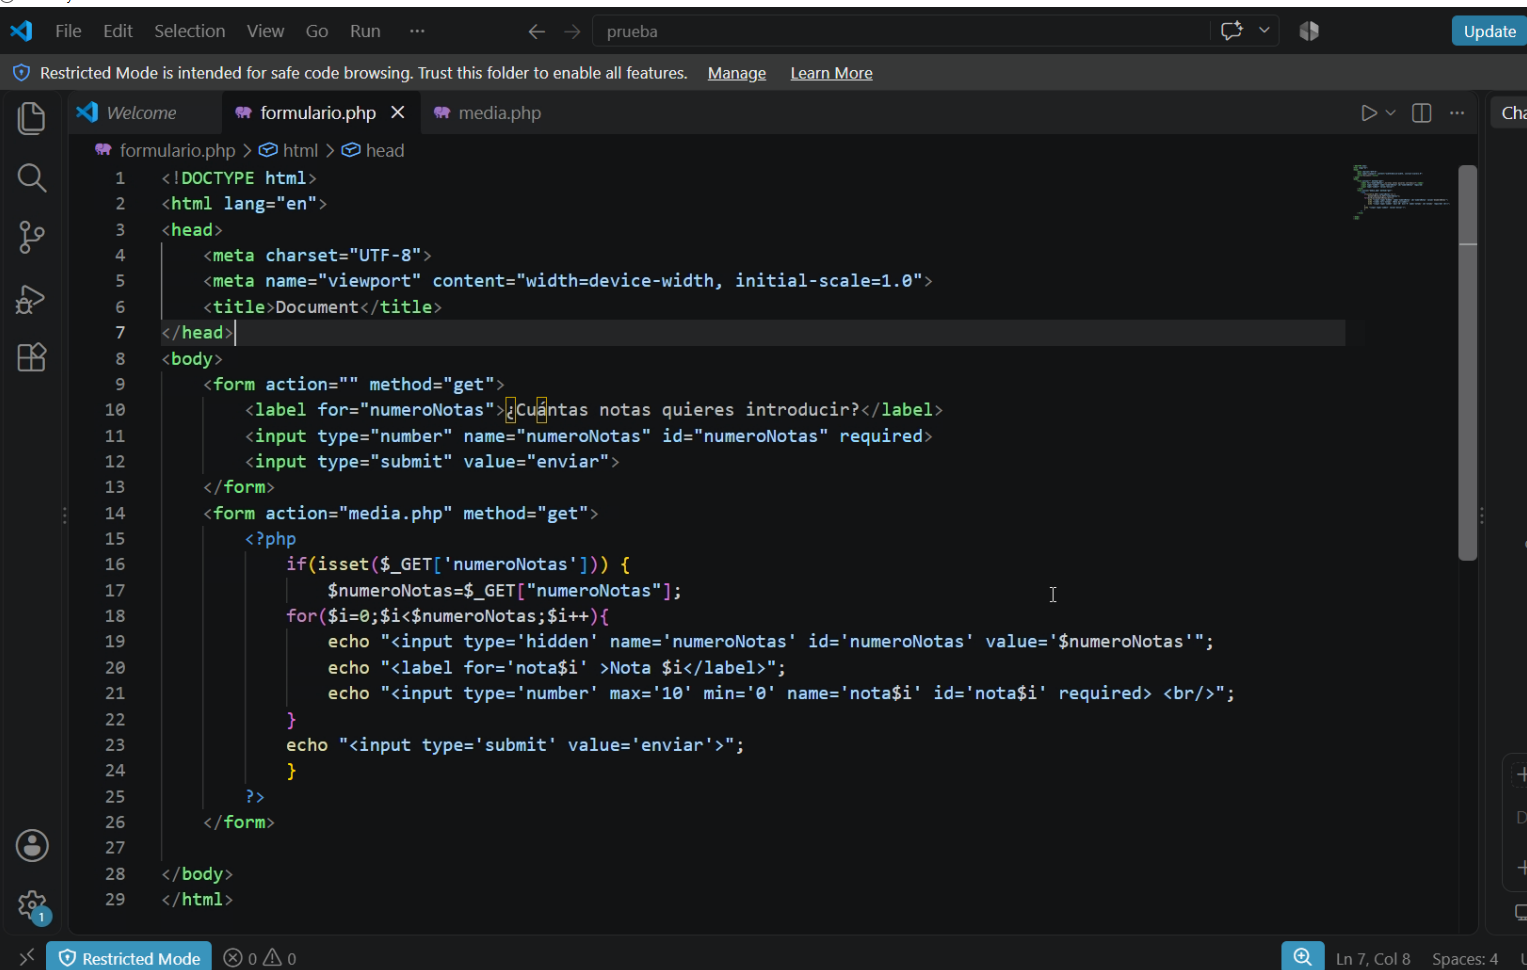 File Edit Selection View Go Run ...
prueba
Update
Restricted Mode is intended for safe code browsing. Trust this folder to enable all features. Manage Learn More
Welcome formulario.php media.php
formulario.php > html > head
1 <!DOCTYPE html>
2 <html lang="en">
3 <head>
4 <meta charset="UTF-8">
5 <meta name="viewport" content="width=device-width, initial-scale=1.0">
6 <title>Document</title>
7 </head>
8 <body>
9 <form action="" method="get">
10 <label for="numeroNotas">¿Cuántas notas quieres introducir?</label>
11 <input type="number" name="numeroNotas" id="numeroNotas" required>
12 <input type="submit" value="enviar">
13 </form>
14 <form action="media.php" method="get">
15 <?php
16 if(isset($_GET['numeroNotas'])) {
17 $numeroNotas=$_GET["numeroNotas"];
18 for($i=0;$i<$numeroNotas;$i++){
19 echo "<input type='hidden' name='numeroNotas' id='numeroNotas' value='$numeroNotas'";
20 echo "<label for='nota$i' >Nota $i</label>";
21 echo "<input type='number' max='10' min='0' name='nota$i' id='nota$i' required> <br/>";
22 }
23 echo "<input type='submit' value='enviar'>";
24 }
25 ?>
26 </form>
27
28 </body>
29 </html>
1
Restricted Mode 0 0 Ln 7, Col 8 Spaces: 4